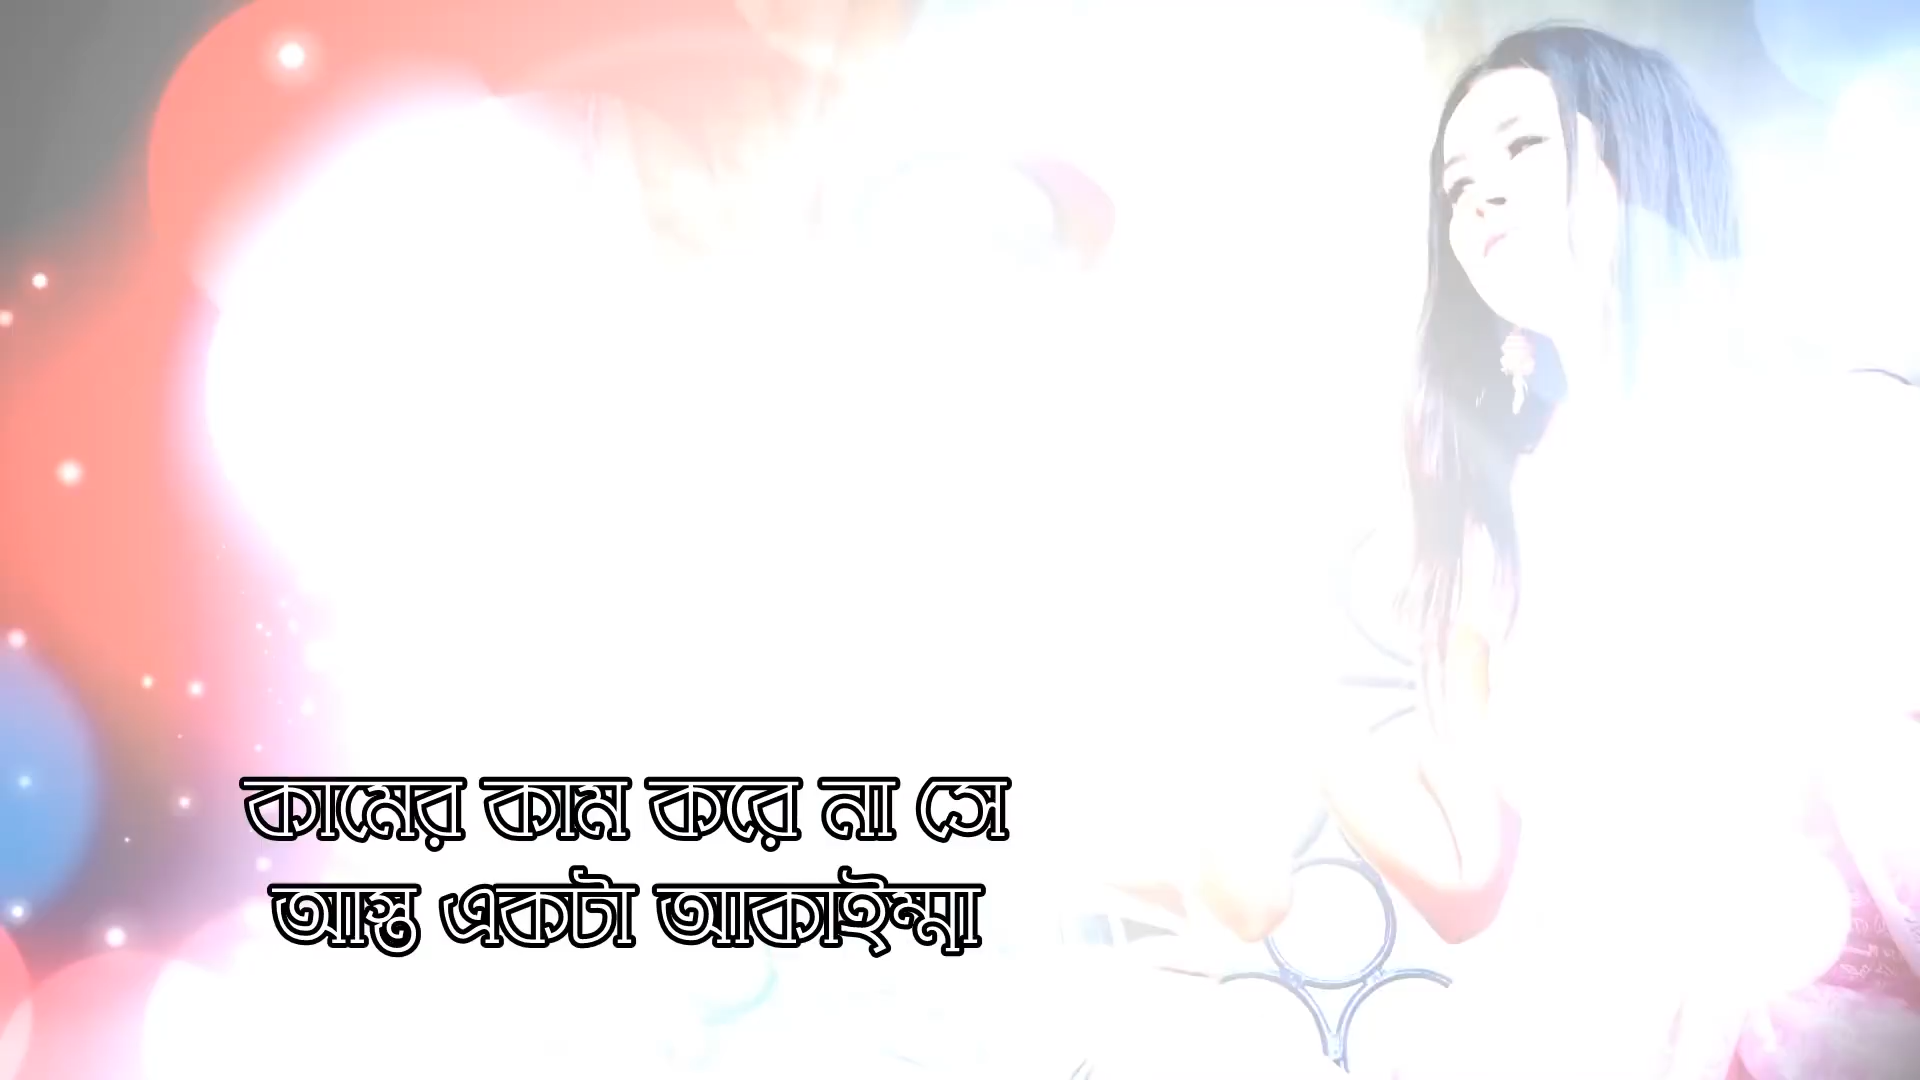 কামের কাম করে না সে
আস্ত একটা আকাইম্মা